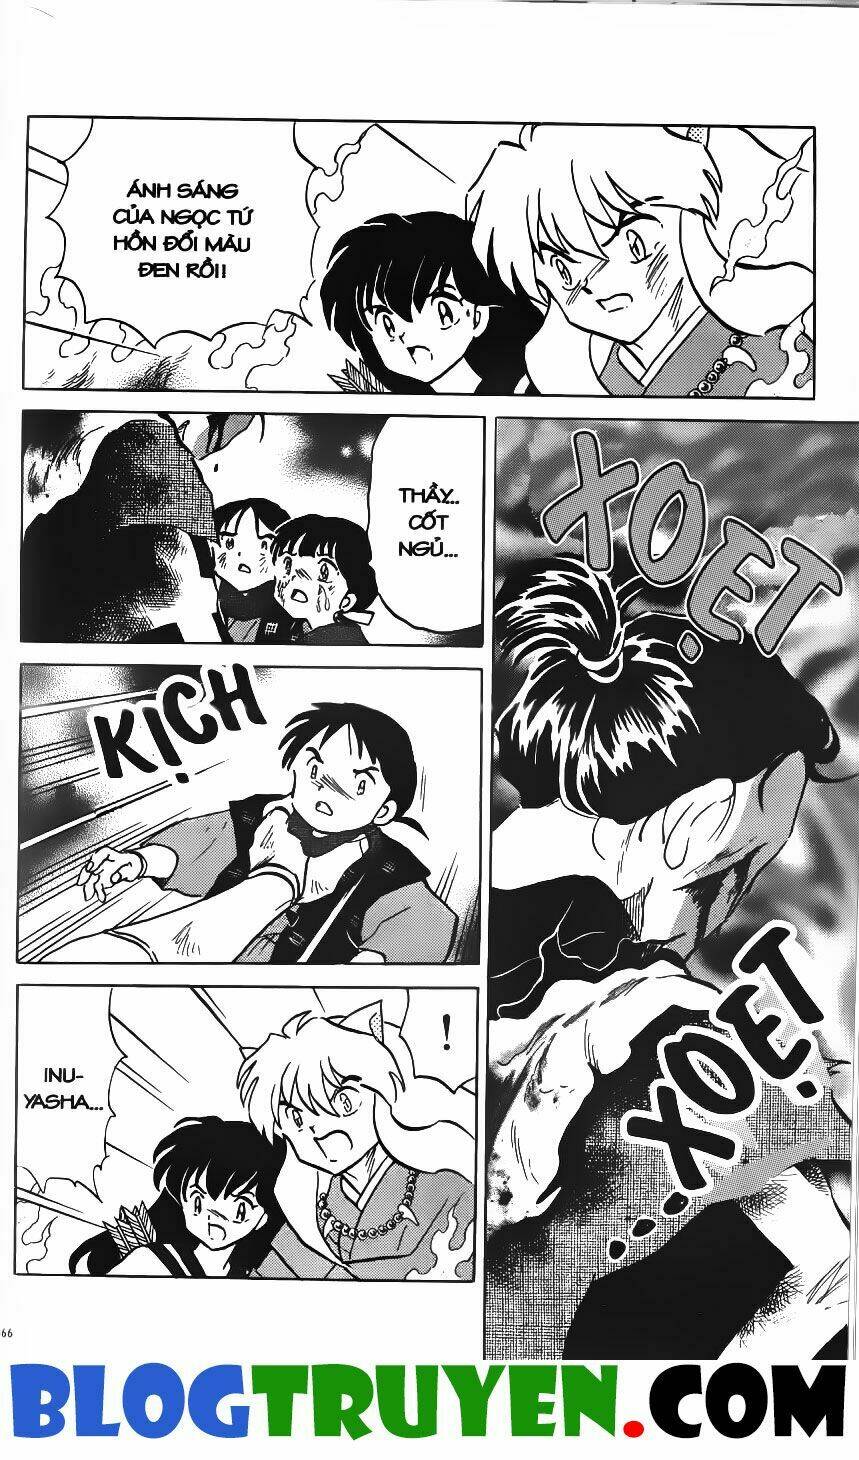 ÁNH SÁNG
CỦA NGỌC TỨ
HỒN ĐỔI MÀU
ĐEN RỒI!!
THẦY...
CỐT
NGỦ...
XOẸT
KỊCH
...XOẸT
!
INU-
YASHA...
66
BLOGTRUYEN.COM